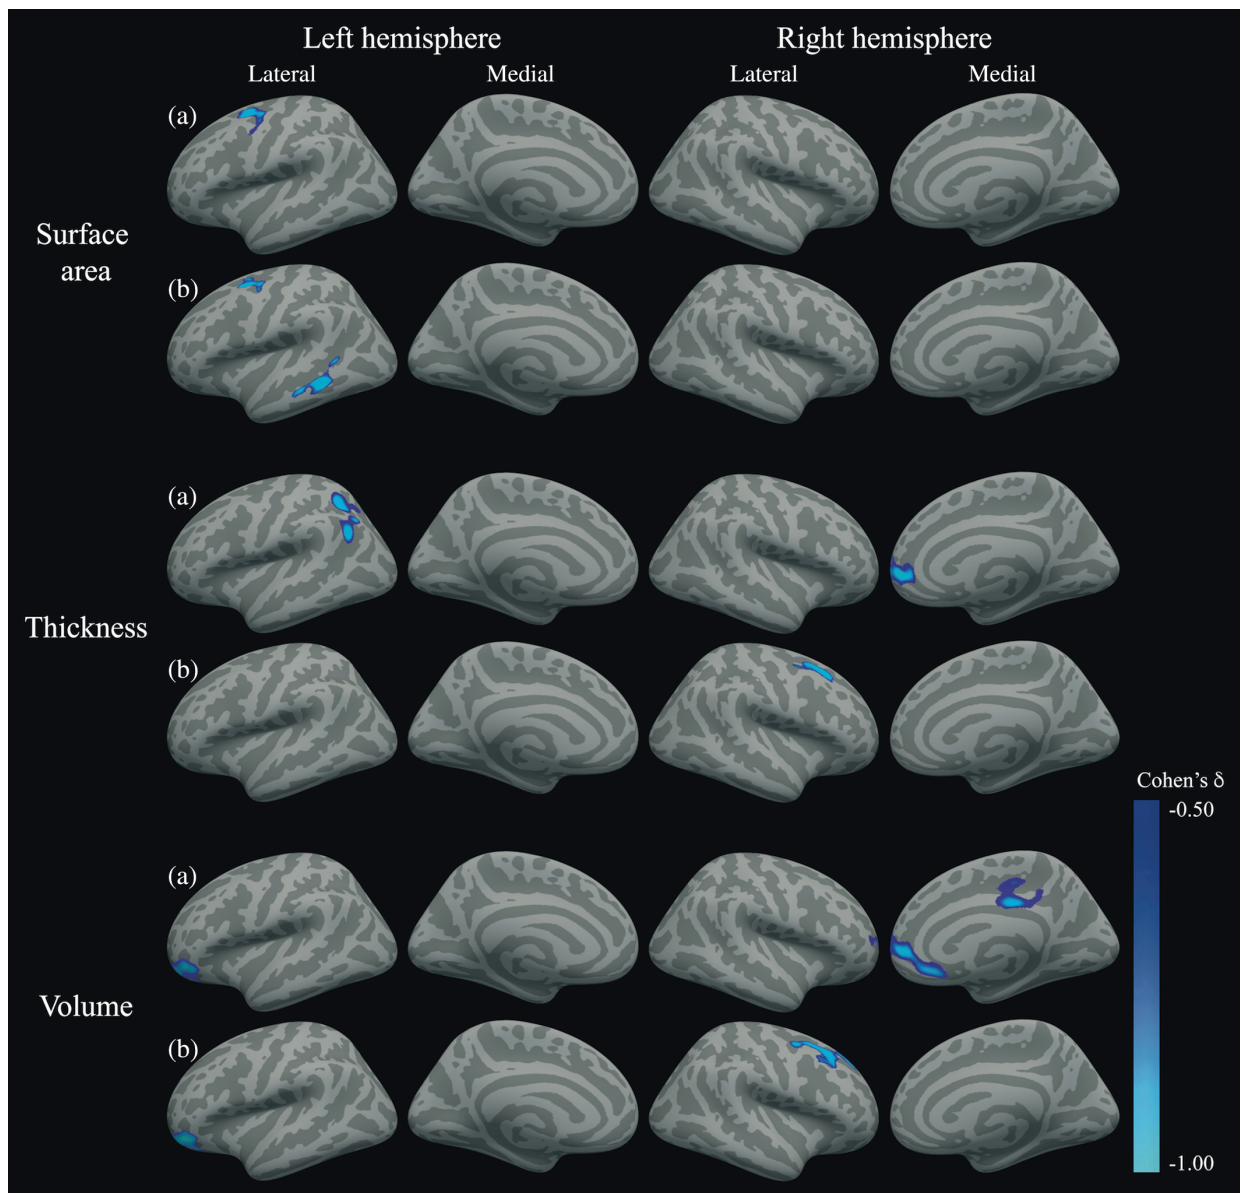 Left hemisphere Right hemisphere
Lateral Medial Lateral Medial
(a)
Surface
area
(b)
(a)
Thickness
(b)
Cohen’s δ
-0.50
(a)
Volume
(b)
-1.00